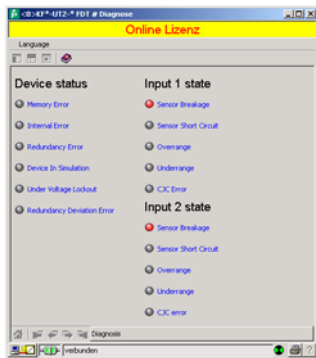 <0>KF*-UT2-* FDT # Diagnose
Online Lizenz
Language
Device status
Memory Error
Internal Error
Redundancy Error
Device In Simulation
Under Voltage Lockout
Redundancy Deviation Error
Input 1 state
Sensor Breakage
Sensor Short Circuit
Overrange
Underrange
CJC Error
Input 2 state
Sensor Breakage
Sensor Short Circuit
Overrange
Underrange
CJC error
Diagnosis
verbunden